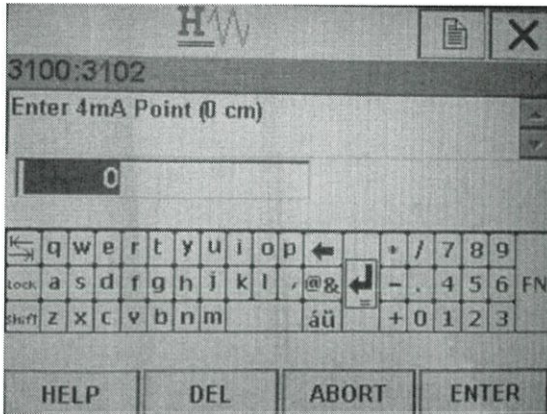 H
3100:3102
Enter 4mA Point (0 cm)
0
q w e r t y u i o p + / 7 8 9
Lock a s d f g h j k l , @& - . 4 5 6 FN
Shift z x c v b n m áü + 0 1 2 3
HELP DEL ABORT ENTER